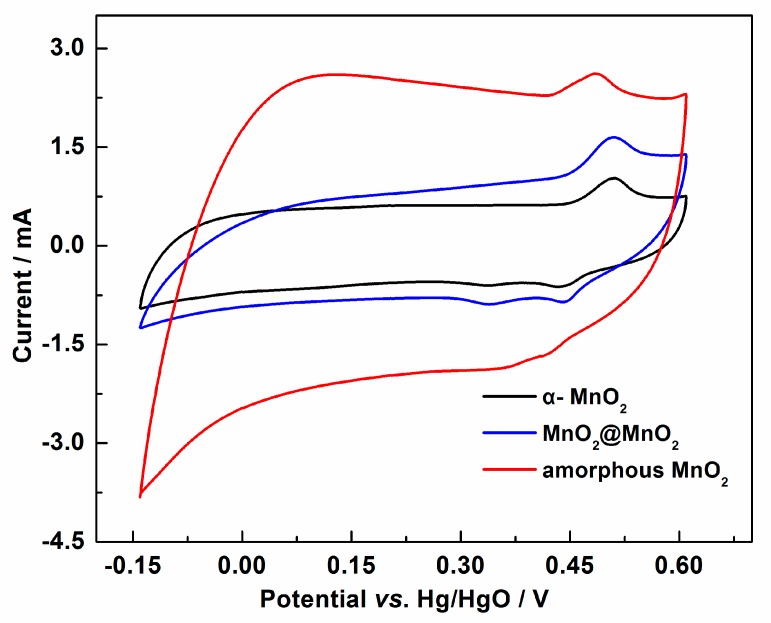 3.0
1.5
0.0
-1.5
-3.0
-4.5
Current / mA
α- MnO₂
MnO₂@MnO₂
amorphous MnO₂
-0.15 0.00 0.15 0.30 0.45 0.60
Potential vs. Hg/HgO / V